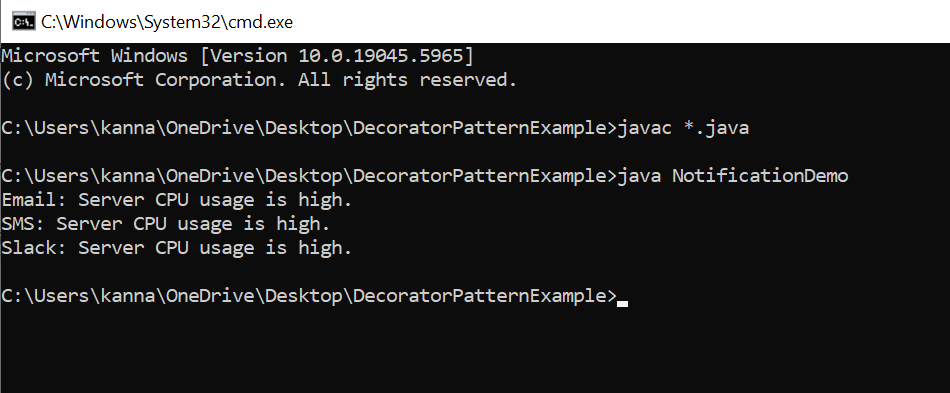 C:\Windows\System32\cmd.exe
Microsoft Windows [Version 10.0.19045.5965]
(c) Microsoft Corporation. All rights reserved.
C:\Users\kanna\OneDrive\Desktop\DecoratorPatternExample>javac *.java
C:\Users\kanna\OneDrive\Desktop\DecoratorPatternExample>java NotificationDemo
Email: Server CPU usage is high.
SMS: Server CPU usage is high.
Slack: Server CPU usage is high.
C:\Users\kanna\OneDrive\Desktop\DecoratorPatternExample>